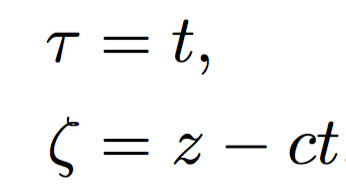 τ = t,
ζ = z − ct.